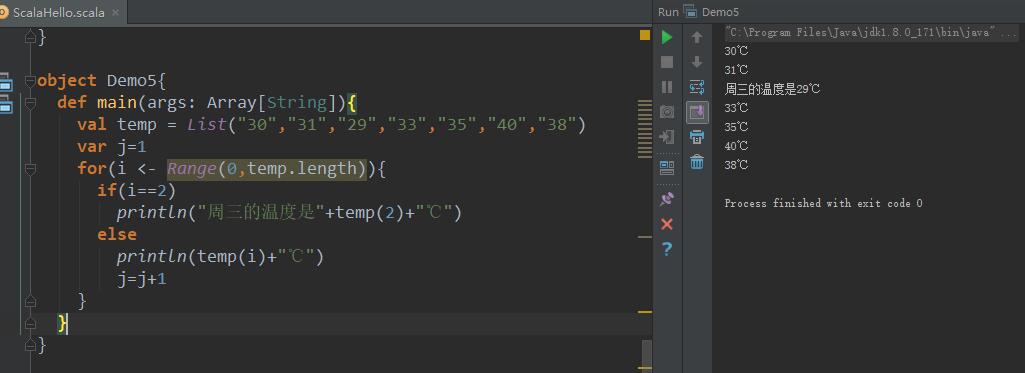 ScalaHello.scala
}
object Demo5{
def main(args: Array[String]){
val temp = List("30","31","29","33","35","40","38")
var j=1
for(i <- Range(0,temp.length)){
if(i==2)
println("周三的温度是"+temp(2)+"℃")
else
println(temp(i)+"℃")
j=j+1
}
}
}
Run Demo5
"C:\Program Files\Java\jdk1.8.0_171\bin\java" ...
30℃
31℃
周三的温度是29℃
33℃
35℃
40℃
38℃
Process finished with exit code 0